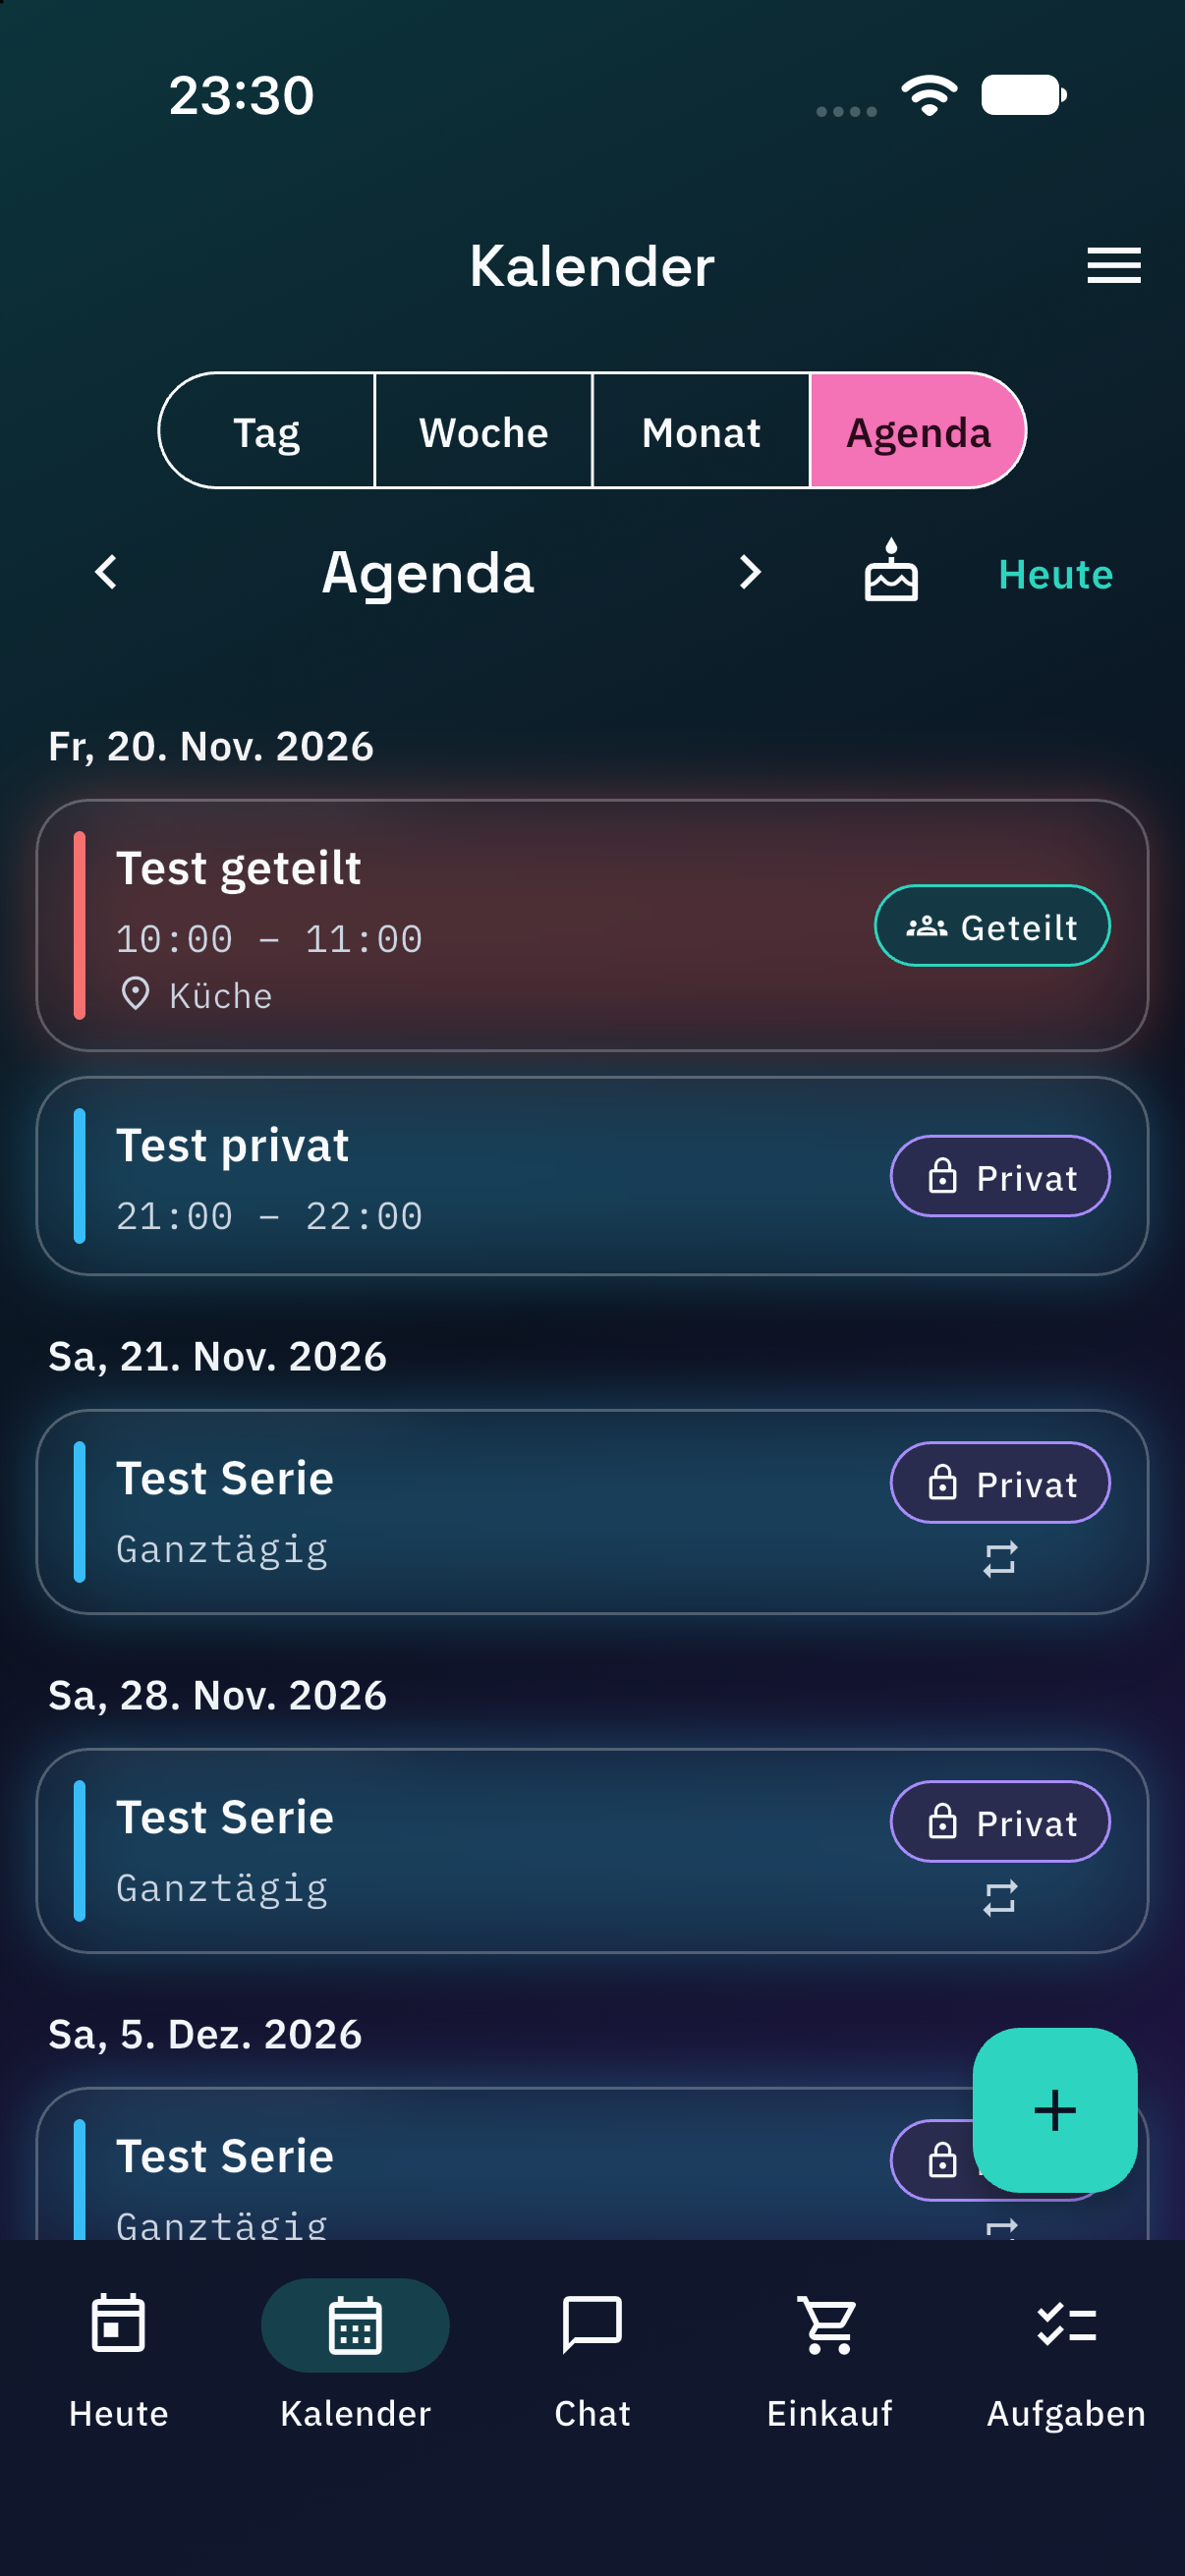 23:30
Kalender
Tag
Woche
Monat
Agenda
Agenda
Heute
Fr, 20. Nov. 2026
Test geteilt
10:00 – 11:00
Geteilt
Küche
Test privat
21:00 – 22:00
Privat
Sa, 21. Nov. 2026
Test Serie
Ganztägig
Privat
Sa, 28. Nov. 2026
Test Serie
Ganztägig
Privat
Sa, 5. Dez. 2026
Test Serie
Ganztägig
Heute
Kalender
Chat
Einkauf
Aufgaben